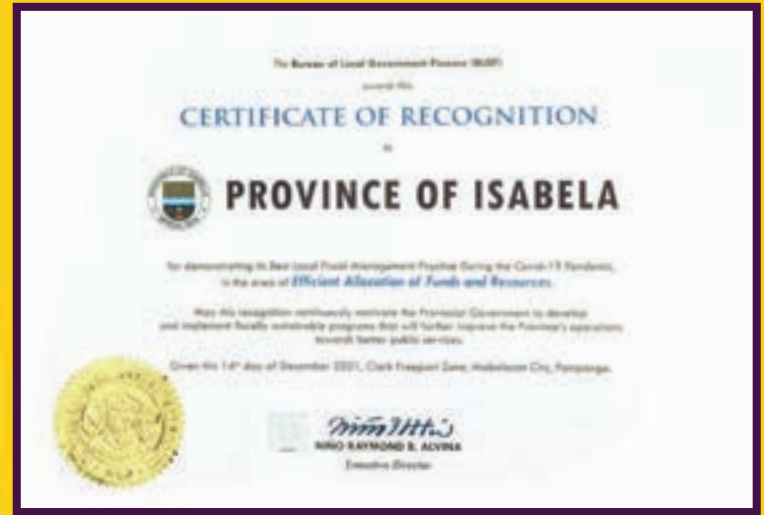 The Bureau of Local Government Finance (BLGF)
awards this
CERTIFICATE OF RECOGNITION
to
PROVINCE OF ISABELA
for demonstrating its Best Local Fiscal Management Practice During the Covid-19 Pandemic,
in the area of Efficient Allocation of Funds and Resources.
May this recognition continuously motivate the Provincial Government to develop
and implement fiscally sustainable programs that will further improve the Province's operations
towards better public services.
Given this 14th day of December 2021, Clark Freeport Zone, Mabalacat City, Pampanga.
NIÑO RAYMOND B. ALVINA
Executive Director